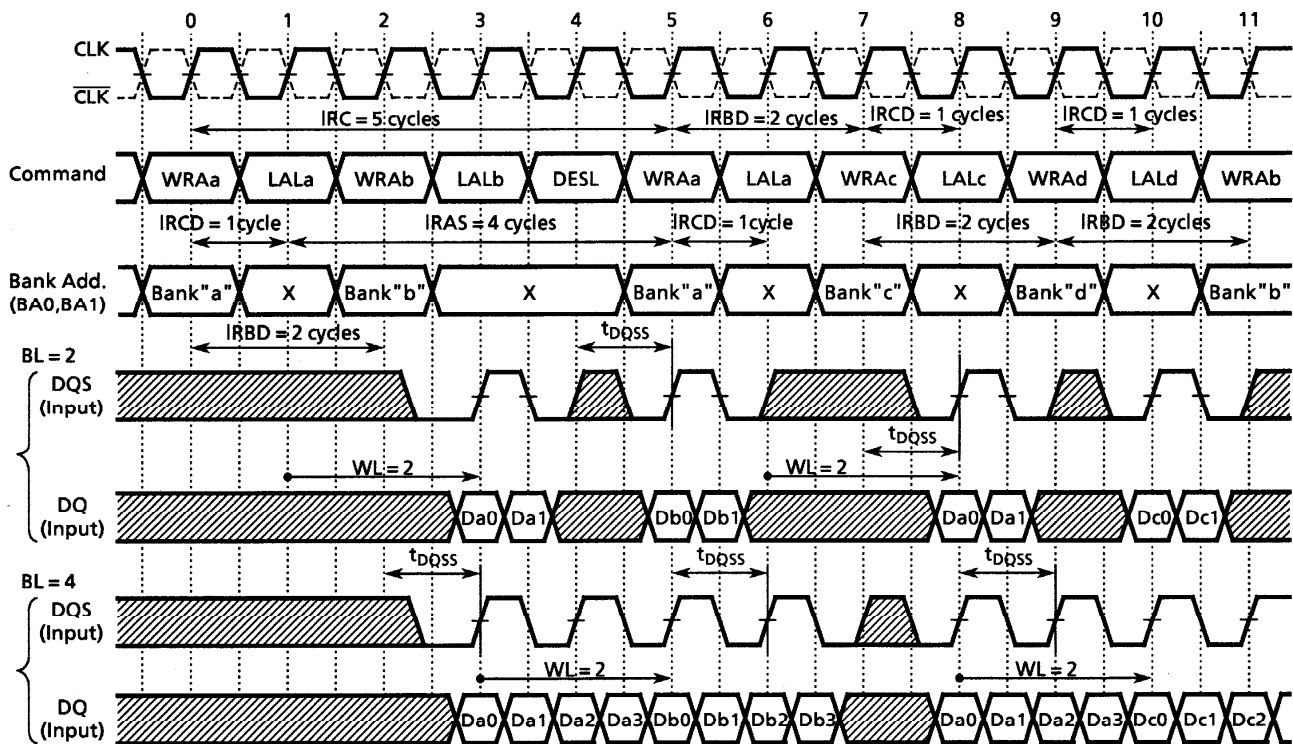 0 1 2 3 4 5 6 7 8 9 10 11
CLK
CLK
IRC = 5 cycles IRBD = 2 cycles IRCD = 1 cycles IRCD = 1 cycles
Command WRAa LALa WRAb LALb DESL WRAa LALa WRAc LALc WRAd LALd WRAb
IRCD = 1cycle IRAS = 4 cycles IRCD = 1cycle IRBD = 2 cycles IRBD = 2cycles
Bank Add.
(BA0,BA1)
Bank"a" X Bank"b" X Bank"a" X Bank"c" X Bank"d" X Bank"b"
IRBD = 2 cycles tDQSS
BL = 2
DQS
(Input)
tDQSS
WL = 2 WL = 2
DQ
(Input)
Da0 Da1 Db0 Db1 Da0 Da1 Dc0 Dc1
tDQSS tDQSS tDQSS
BL = 4
DQS
(Input)
WL = 2 WL = 2
DQ
(Input)
Da0 Da1 Da2 Da3 Db0 Db1 Db2 Db3 Da0 Da1 Da2 Da3 Dc0 Dc1 Dc2